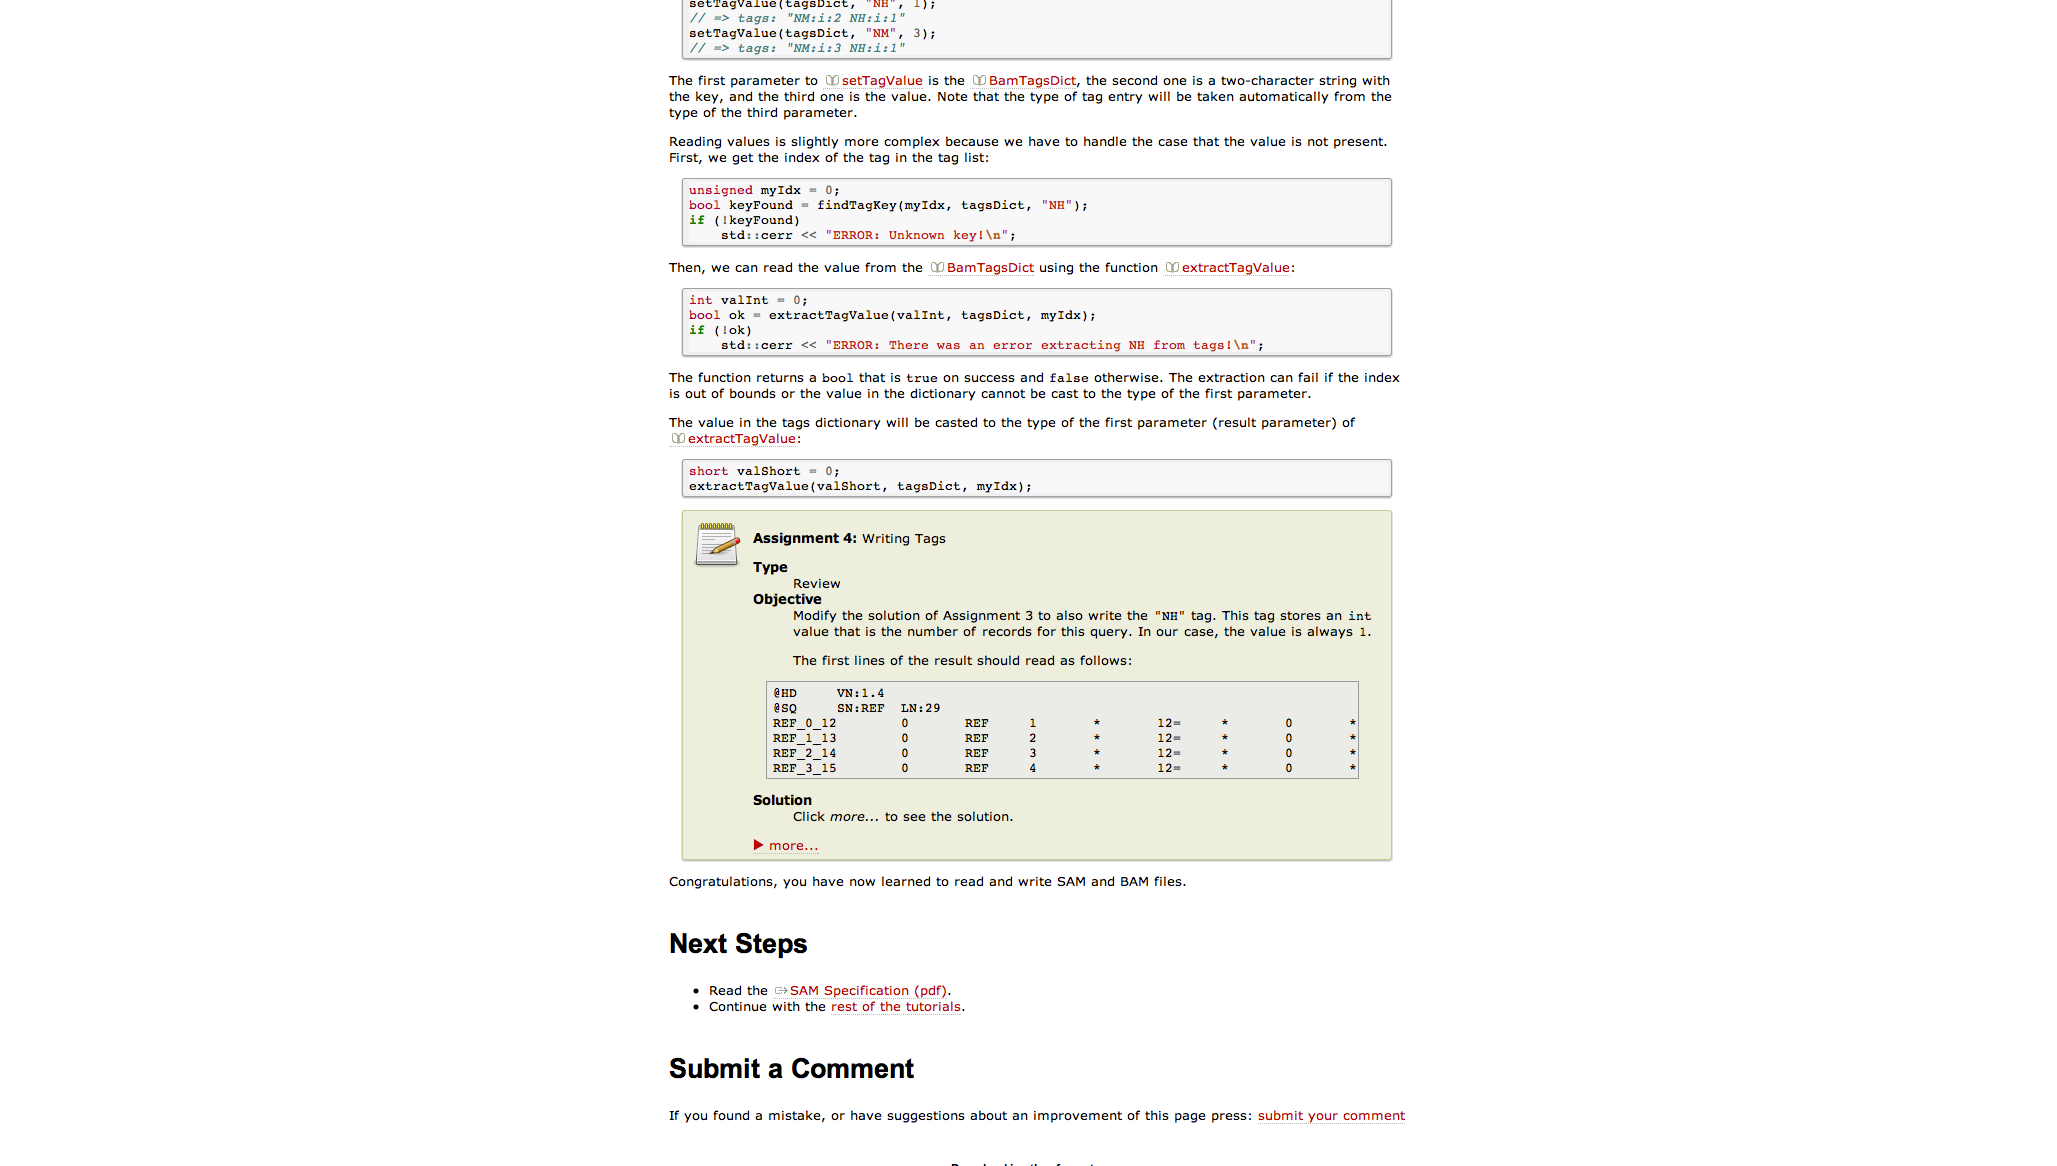 setTagValue(tagsDict, "NH", 1);
// => tags: "NM:i:2 NH:i:1"
setTagValue(tagsDict, "NM", 3);
// => tags: "NM:i:3 NH:i:1"
The first parameter to setTagValue is the BamTagsDict, the second one is a two-character string with
the key, and the third one is the value. Note that the type of tag entry will be taken automatically from the
type of the third parameter.
Reading values is slightly more complex because we have to handle the case that the value is not present.
First, we get the index of the tag in the tag list:
unsigned myIdx = 0;
bool keyFound = findTagKey(myIdx, tagsDict, "NH");
if (!keyFound)
    std::cerr << "ERROR: Unknown key!\n";
Then, we can read the value from the BamTagsDict using the function extractTagValue:
int valInt = 0;
bool ok = extractTagValue(valInt, tagsDict, myIdx);
if (!ok)
    std::cerr << "ERROR: There was an error extracting NH from tags!\n";
The function returns a bool that is true on success and false otherwise. The extraction can fail if the index
is out of bounds or the value in the dictionary cannot be cast to the type of the first parameter.
The value in the tags dictionary will be casted to the type of the first parameter (result parameter) of
extractTagValue:
short valShort = 0;
extractTagValue(valShort, tagsDict, myIdx);
Assignment 4: Writing Tags
Type
Review
Objective
Modify the solution of Assignment 3 to also write the "NH" tag. This tag stores an int
value that is the number of records for this query. In our case, the value is always 1.
The first lines of the result should read as follows:
@HD     VN:1.4
@SQ     SN:REF  LN:29
REF_0_12        0       REF     1       *       12=     *       0       *
REF_1_13        0       REF     2       *       12=     *       0       *
REF_2_14        0       REF     3       *       12=     *       0       *
REF_3_15        0       REF     4       *       12=     *       0       *
Solution
Click more... to see the solution.
more...
Congratulations, you have now learned to read and write SAM and BAM files.
Next Steps
• Read the SAM Specification (pdf).
• Continue with the rest of the tutorials.
Submit a Comment
If you found a mistake, or have suggestions about an improvement of this page press: submit your comment